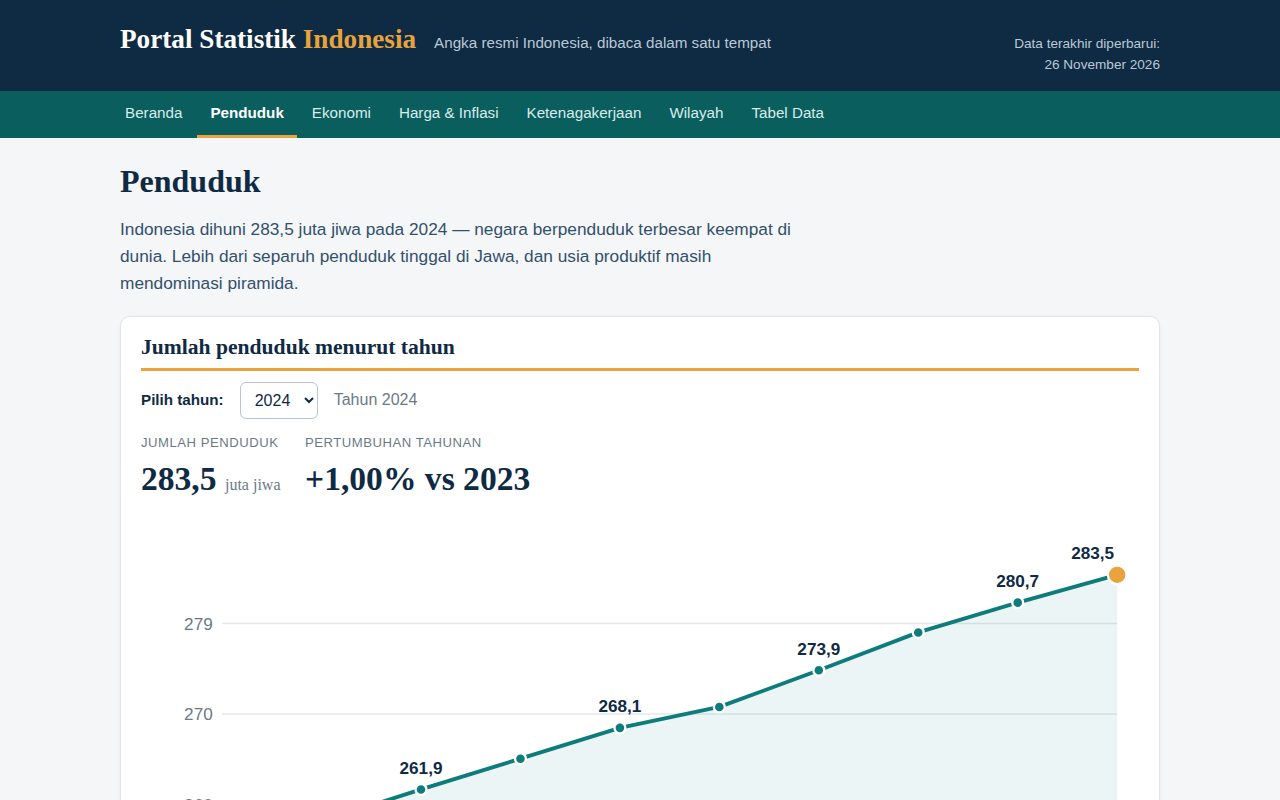 Portal Statistik Indonesia
Angka resmi Indonesia, dibaca dalam satu tempat
Data terakhir diperbarui:
26 November 2026
Beranda Penduduk Ekonomi Harga & Inflasi Ketenagakerjaan Wilayah Tabel Data
Penduduk
Indonesia dihuni 283,5 juta jiwa pada 2024 — negara berpenduduk terbesar keempat di
dunia. Lebih dari separuh penduduk tinggal di Jawa, dan usia produktif masih
mendominasi piramida.
Jumlah penduduk menurut tahun
Pilih tahun: 2024 Tahun 2024
JUMLAH PENDUDUK PERTUMBUHAN TAHUNAN
283,5 juta jiwa +1,00% vs 2023
283,5
280,7
279
273,9
268,1
270
261,9